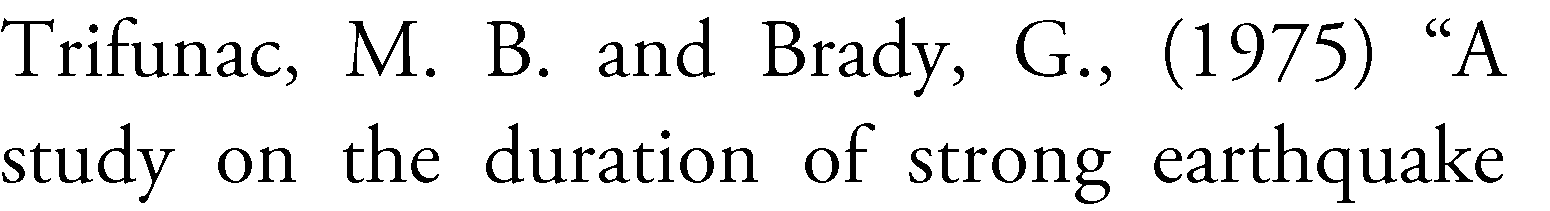 Trifunac, M. B. and Brady, G., (1975) “A
study on the duration of strong earthquake